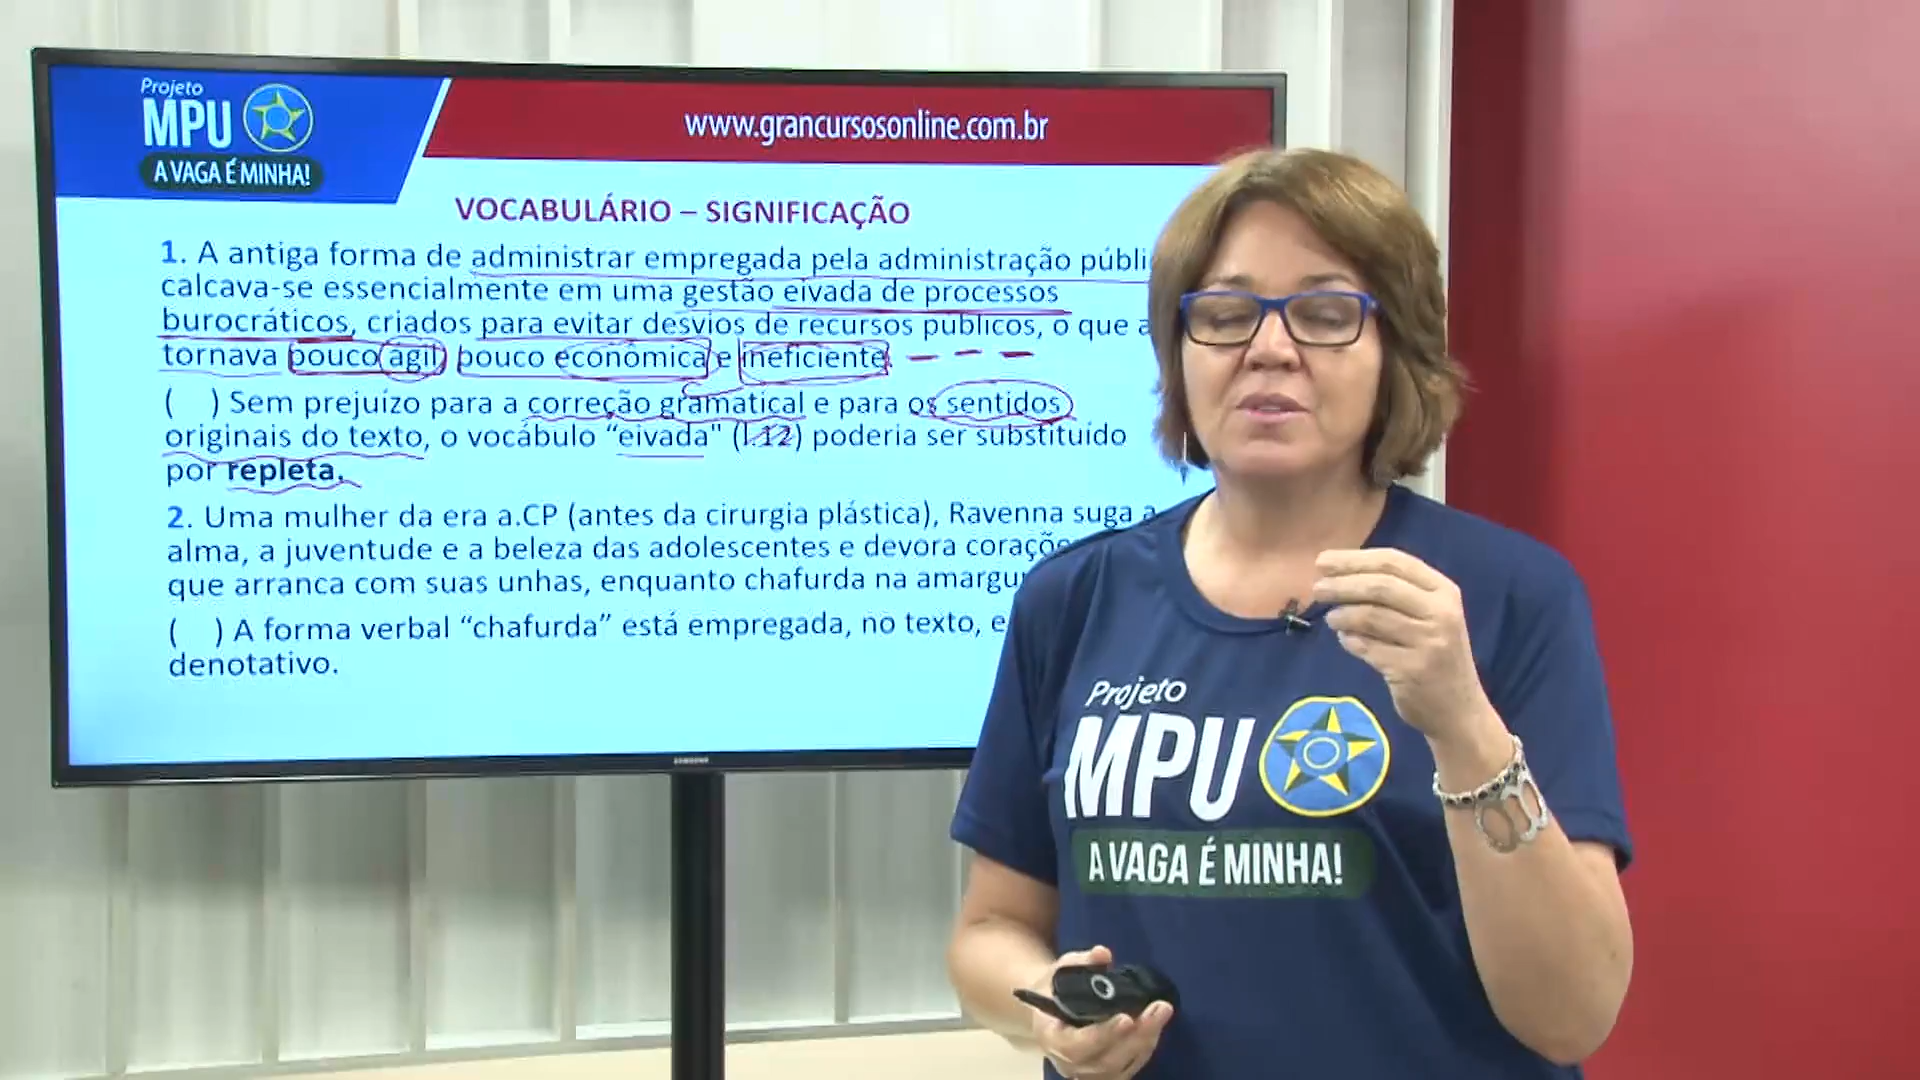 Projeto
MPU
A VAGA É MINHA!
www.grancursosonline.com.br
VOCABULÁRIO – SIGNIFICAÇÃO
1. A antiga forma de administrar empregada pela administração públi
calcava-se essencialmente em uma gestão eivada de processos
burocráticos, criados para evitar desvios de recursos públicos, o que a
tornava pouco ágil, pouco econômica e ineficiente.
( ) Sem prejuízo para a correção gramatical e para os sentidos
originais do texto, o vocábulo “eivada" (l.12) poderia ser substituído
por repleta.
2. Uma mulher da era a.CP (antes da cirurgia plástica), Ravenna suga a
alma, a juventude e a beleza das adolescentes e devora coraçõe
que arranca com suas unhas, enquanto chafurda na amargu
( ) A forma verbal “chafurda” está empregada, no texto, e
denotativo.
SAMSUNG
Projeto
MPU
A VAGA É MINHA!